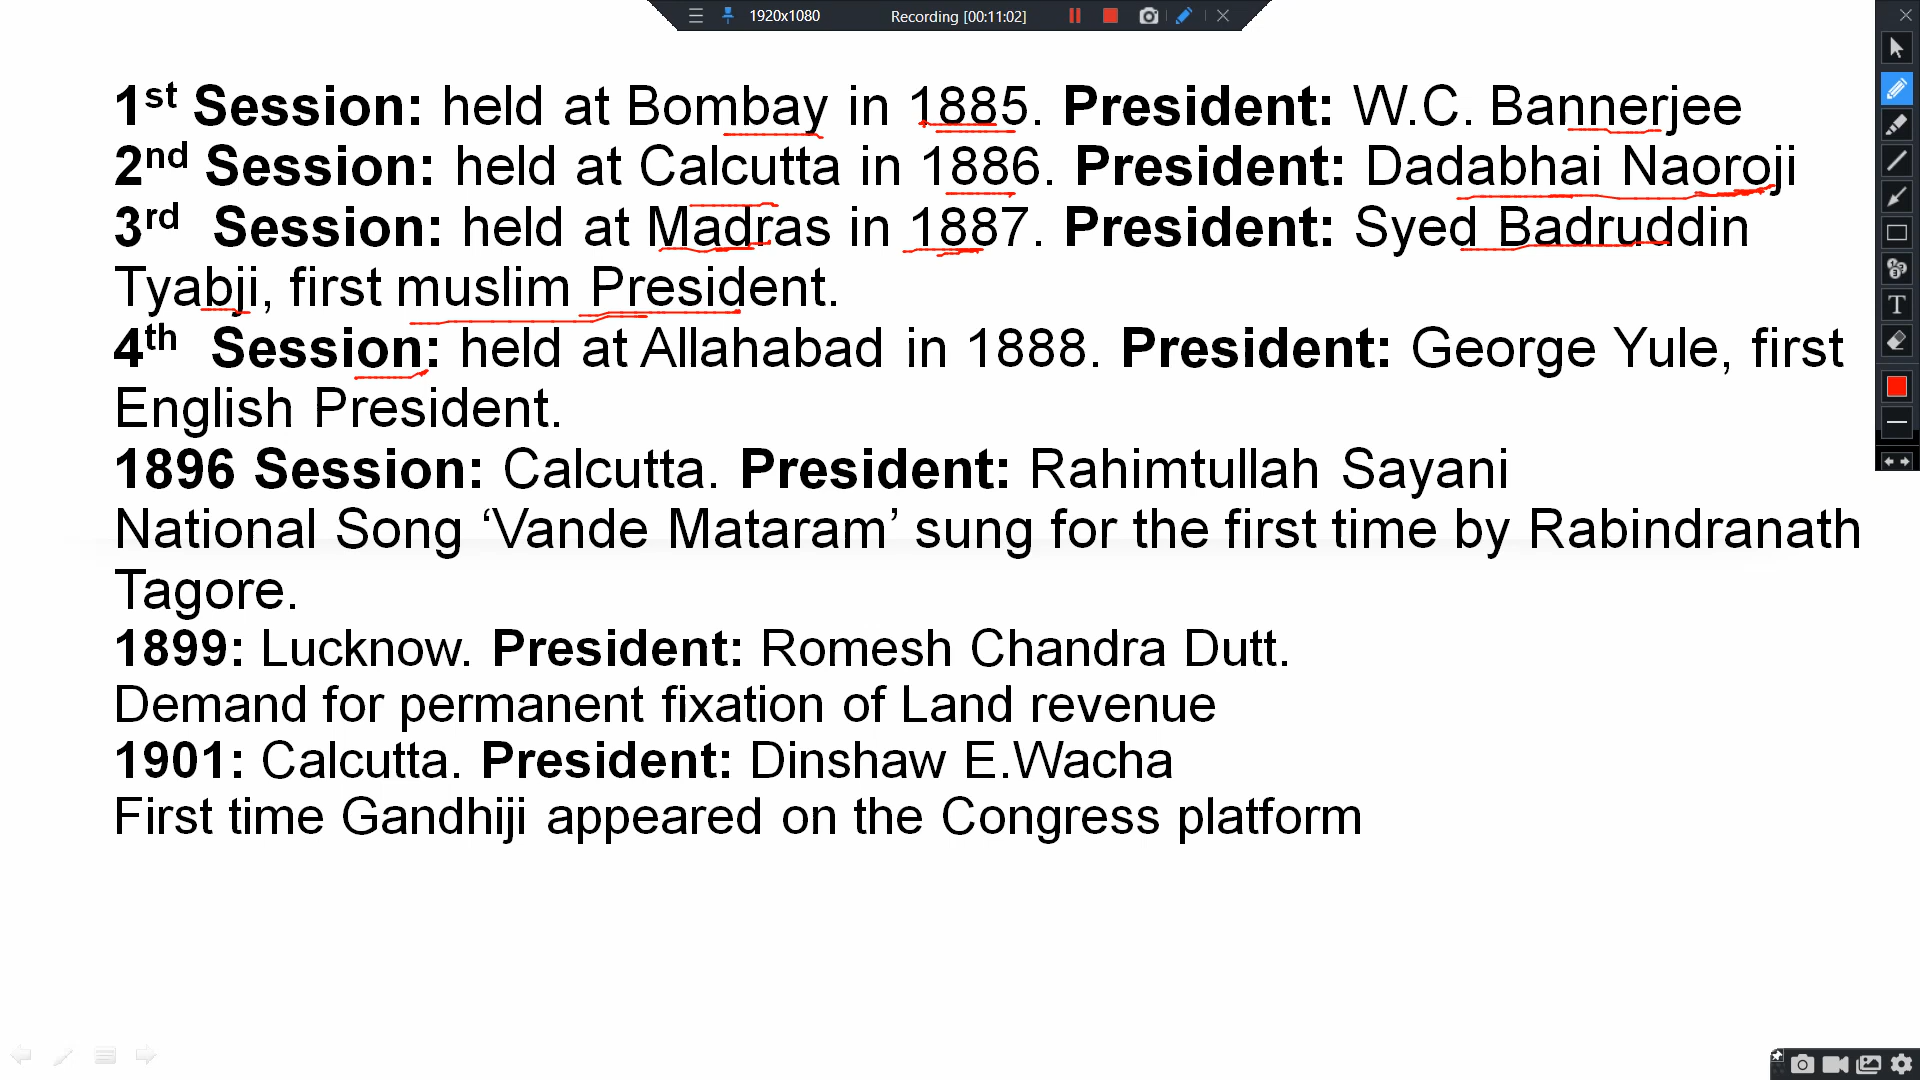 1920x1080 Recording [00:11:02]
1st Session: held at Bombay in 1885. President: W.C. Bannerjee
2nd Session: held at Calcutta in 1886. President: Dadabhai Naoroji
3rd Session: held at Madras in 1887. President: Syed Badruddin
Tyabji, first muslim President.
4th Session: held at Allahabad in 1888. President: George Yule, first
English President.
1896 Session: Calcutta. President: Rahimtullah Sayani
National Song ‘Vande Mataram’ sung for the first time by Rabindranath
Tagore.
1899: Lucknow. President: Romesh Chandra Dutt.
Demand for permanent fixation of Land revenue
1901: Calcutta. President: Dinshaw E.Wacha
First time Gandhiji appeared on the Congress platform